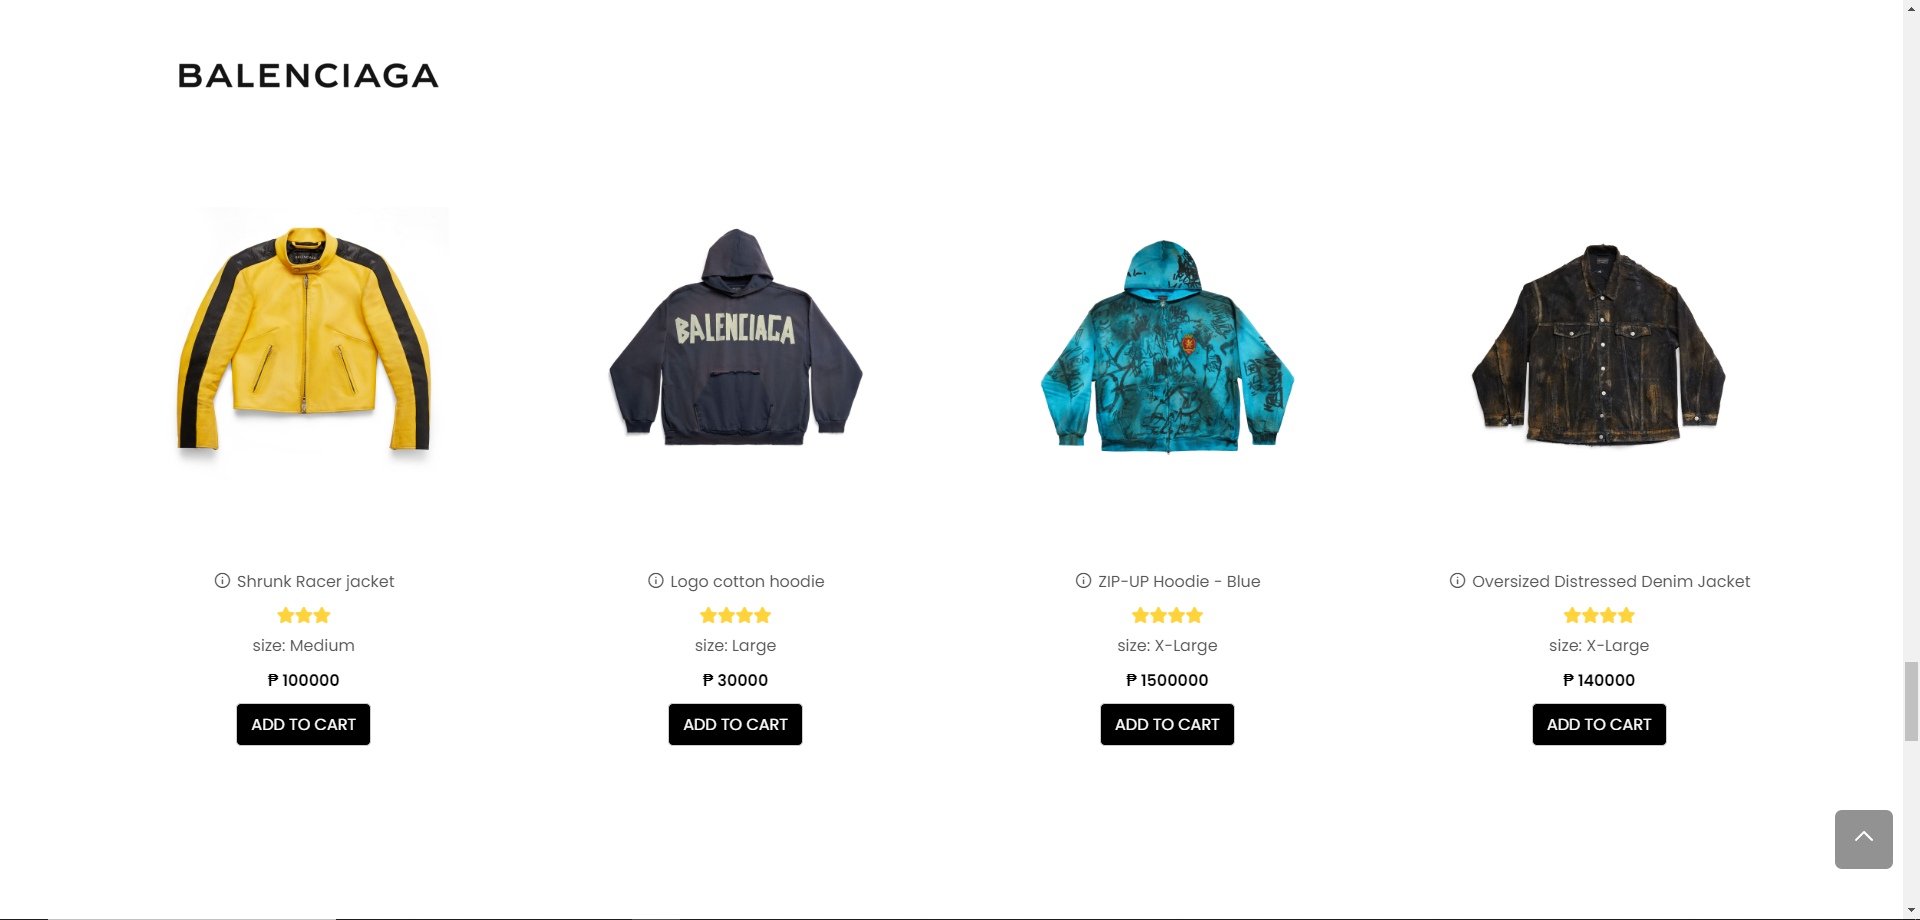 BALENCIAGA
BALENCIAGA
Shrunk Racer jacket
size: Medium
₱ 100000
ADD TO CART
Logo cotton hoodie
size: Large
₱ 30000
ADD TO CART
ZIP-UP Hoodie - Blue
size: X-Large
₱ 1500000
ADD TO CART
Oversized Distressed Denim Jacket
size: X-Large
₱ 140000
ADD TO CART